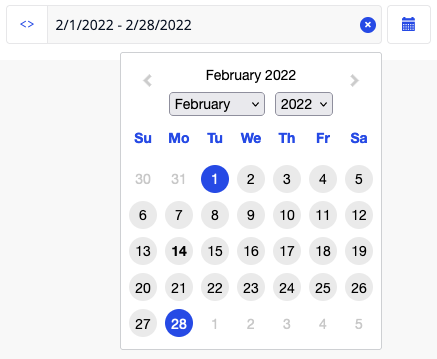 <> 2/1/2022 - 2/28/2022
February 2022
February 2022
Su Mo Tu We Th Fr Sa
30 31 1 2 3 4 5
6 7 8 9 10 11 12
13 14 15 16 17 18 19
20 21 22 23 24 25 26
27 28 1 2 3 4 5